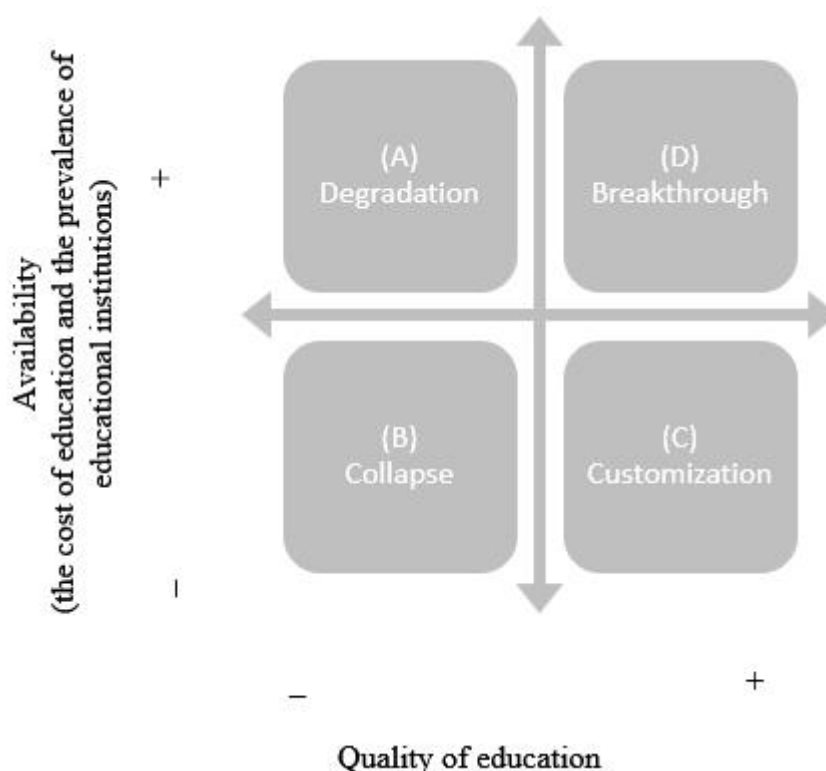 Availability
(the cost of education and the prevalence of
educational institutions)
+
–
(A)
Degradation
(D)
Breakthrough
(B)
Collapse
(C)
Customization
–
+
Quality of education